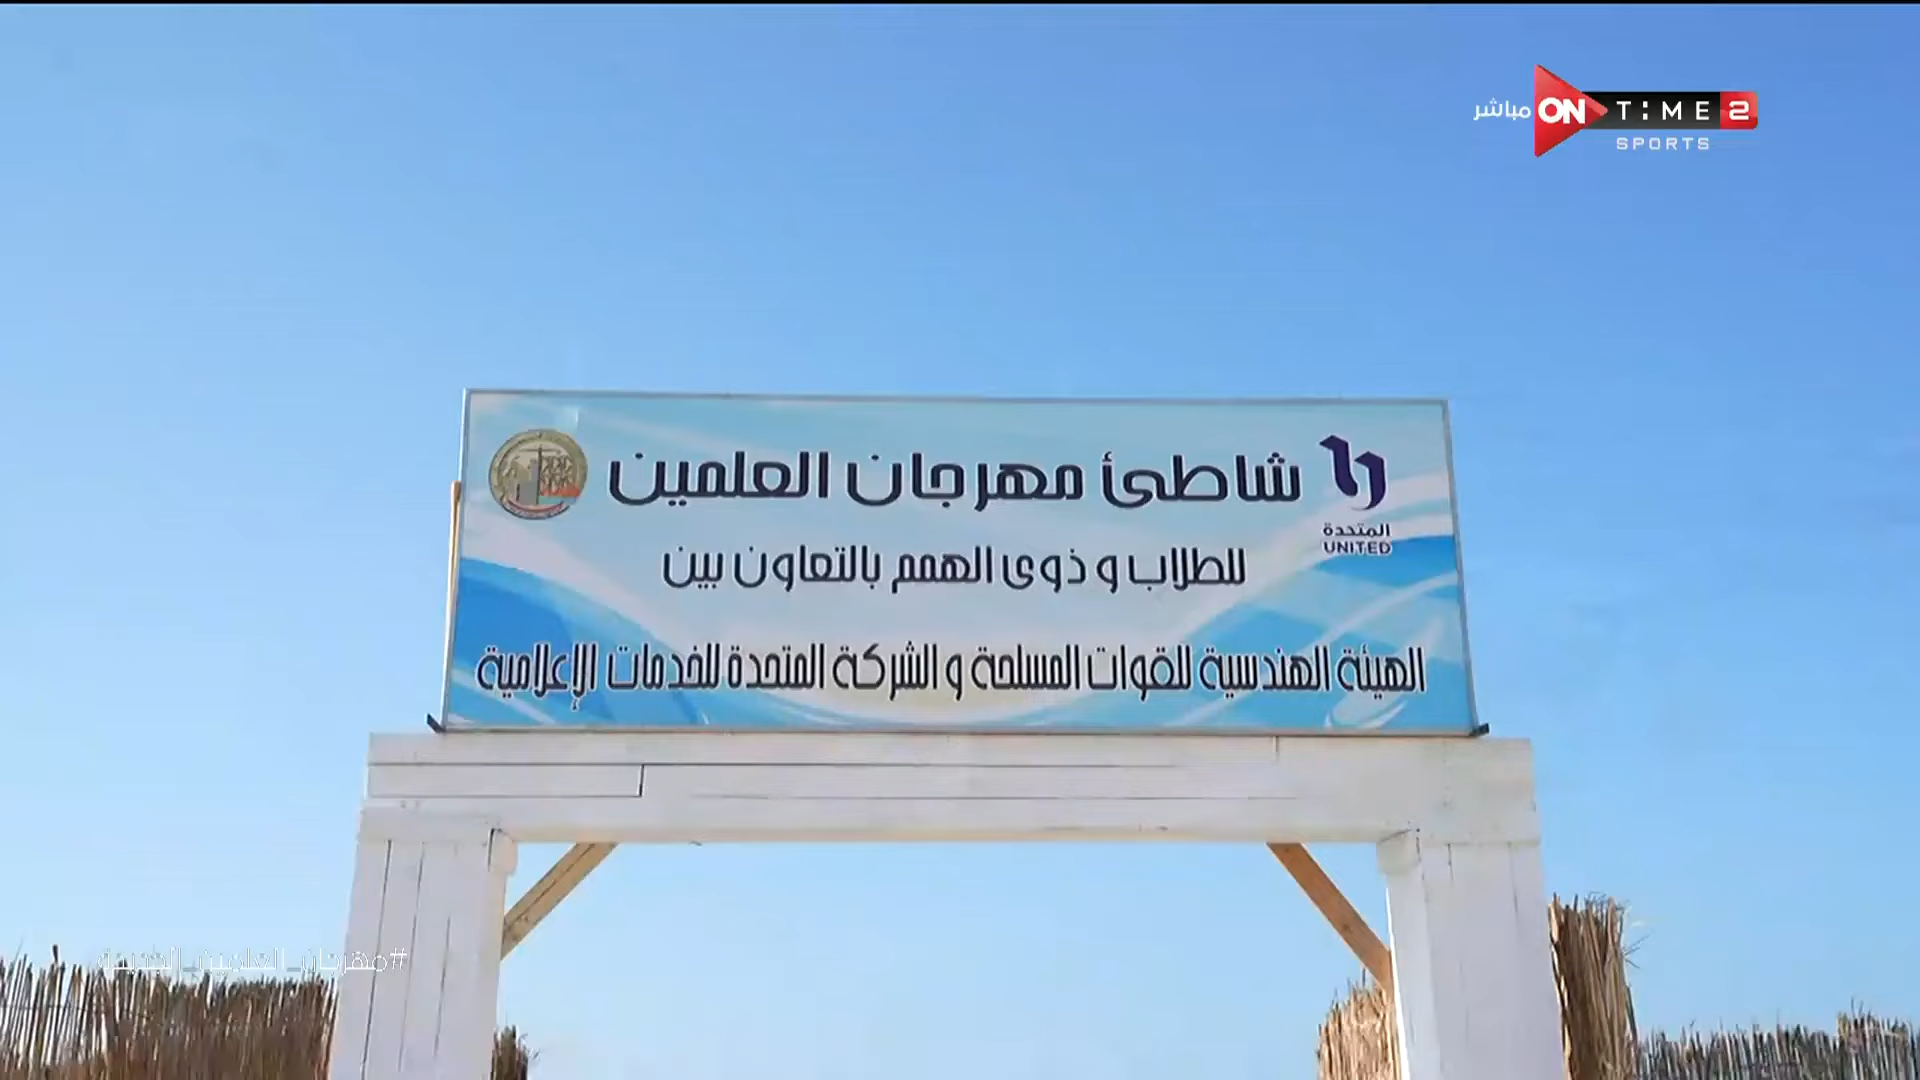 مباشر ON TIME 2
SPORTS
شاطئ مهرجان العلمين
المتحدة
UNITED
للطلاب و ذوى الهمم بالتعاون بين
الهيئة الهندسية للقوات المسلحة و الشركة المتحدة للخدمات الإعلامية
#مهرجان_العلمين_الجديدة